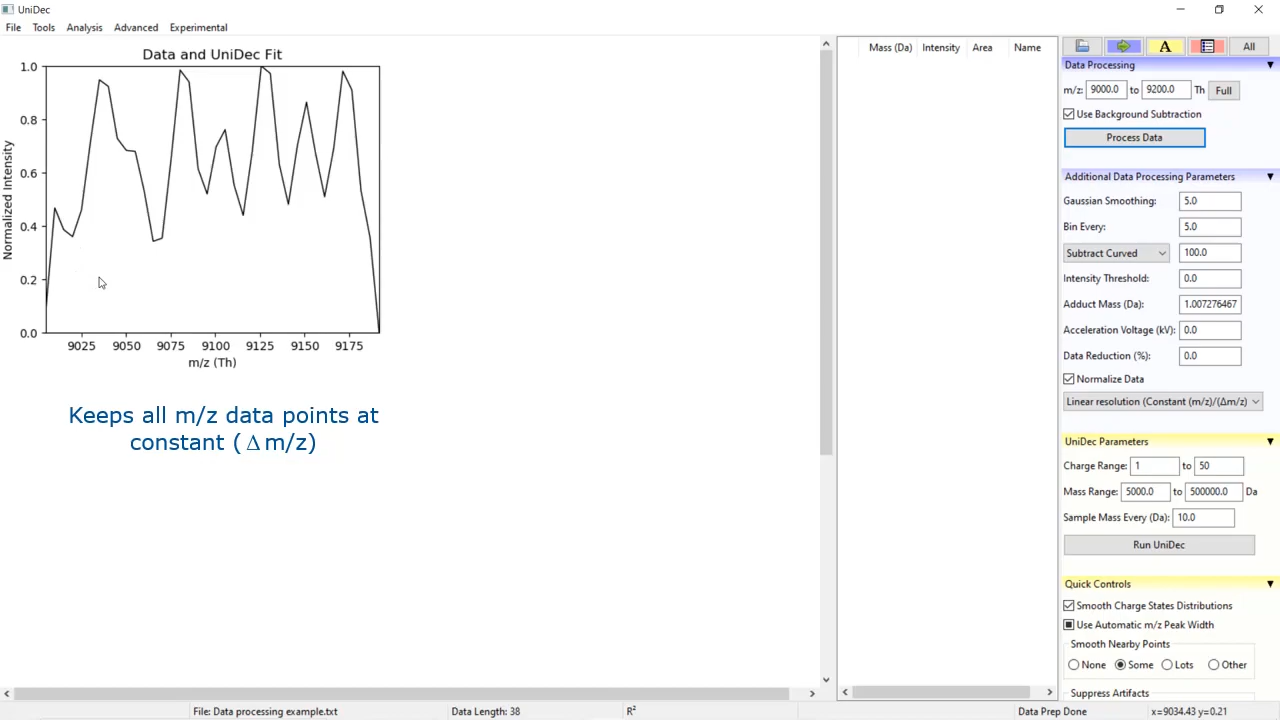 UniDec
File Tools Analysis Advanced Experimental
Data and UniDec Fit
1.0
0.8
0.6
0.4
0.2
0.0
Normalized Intensity
9025 9050 9075 9100 9125 9150 9175
m/z (Th)
Keeps all m/z data points at
constant (Δm/z)
Mass (Da) Intensity Area Name
A All
Data Processing
m/z: 9000.0 to 9200.0 Th Full
Use Background Subtraction
Process Data
Additional Data Processing Parameters
Gaussian Smoothing: 5.0
Bin Every: 5.0
Subtract Curved 100.0
Intensity Threshold: 0.0
Adduct Mass (Da): 1.007276467
Acceleration Voltage (kV): 0.0
Data Reduction (%): 0.0
Normalize Data
Linear resolution (Constant (m/z)/(Δm/z)
UniDec Parameters
Charge Range: 1 to 50
Mass Range: 5000.0 to 500000.0 Da
Sample Mass Every (Da): 10.0
Run UniDec
Quick Controls
Smooth Charge States Distributions
Use Automatic m/z Peak Width
Smooth Nearby Points
None Some Lots Other
Suppress Artifacts
File: Data processing example.txt Data Length: 38 R² Data Prep Done x=9034.43 y=0.21